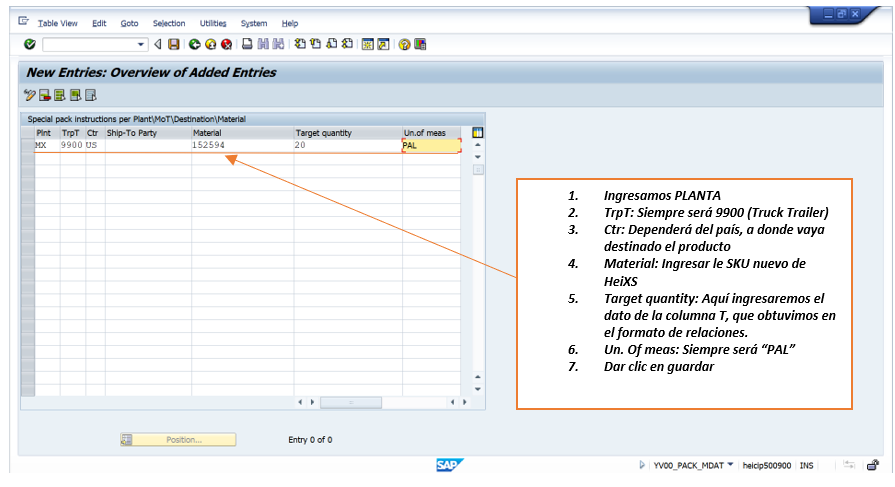 Table View Edit Goto Selection Utilities System Help
New Entries: Overview of Added Entries
Special pack instructions per Plant\MoT\Destination\Material
Plnt TrpT Ctr Ship-To Party Material Target quantity Un.of meas
MX 9900 US 152594 20 PAL
1. Ingresamos PLANTA
2. TrpT: Siempre será 9900 (Truck Trailer)
3. Ctr: Dependerá del país, a donde vaya
destinado el producto
4. Material: Ingresar le SKU nuevo de
HeiXS
5. Target quantity: Aquí ingresaremos el
dato de la columna T, que obtuvimos en
el formato de relaciones.
6. Un. Of meas: Siempre será “PAL”
7. Dar clic en guardar
Position... Entry 0 of 0
SAP YV00_PACK_MDAT heicip500900 INS